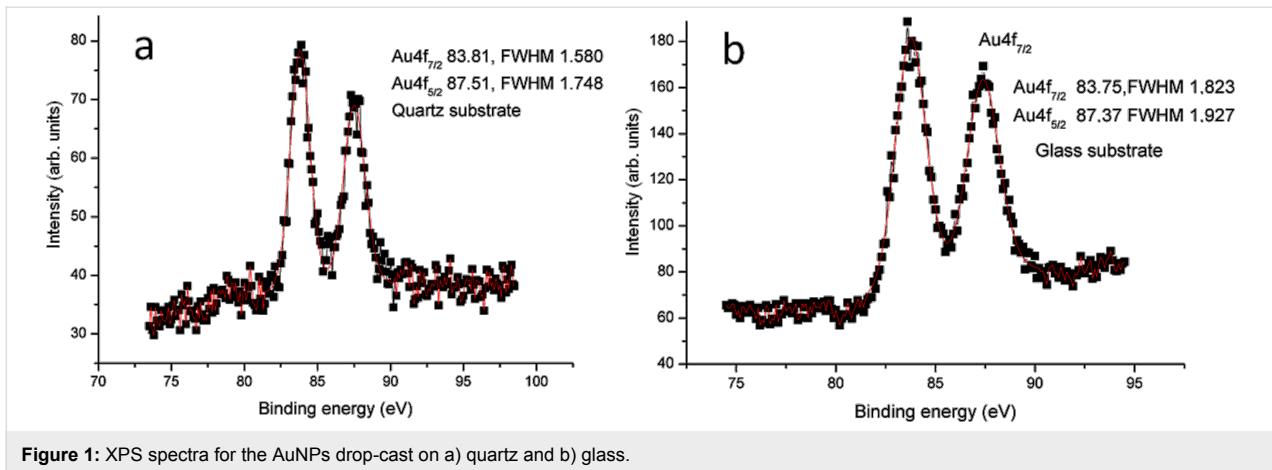 a
Au4f7/2 83.81, FWHM 1.580
Au4f5/2 87.51, FWHM 1.748
Quartz substrate
80
70
60
50
40
30
Intensity (arb. units)
70 75 80 85 90 95 100
Binding energy (eV)
b
Au4f7/2
Au4f7/2 83.75,FWHM 1.823
Au4f5/2 87.37 FWHM 1.927
Glass substrate
180
160
140
120
100
80
60
40
Intensity (arb. units)
75 80 85 90 95
Binding energy (eV)
Figure 1: XPS spectra for the AuNPs drop-cast on a) quartz and b) glass.